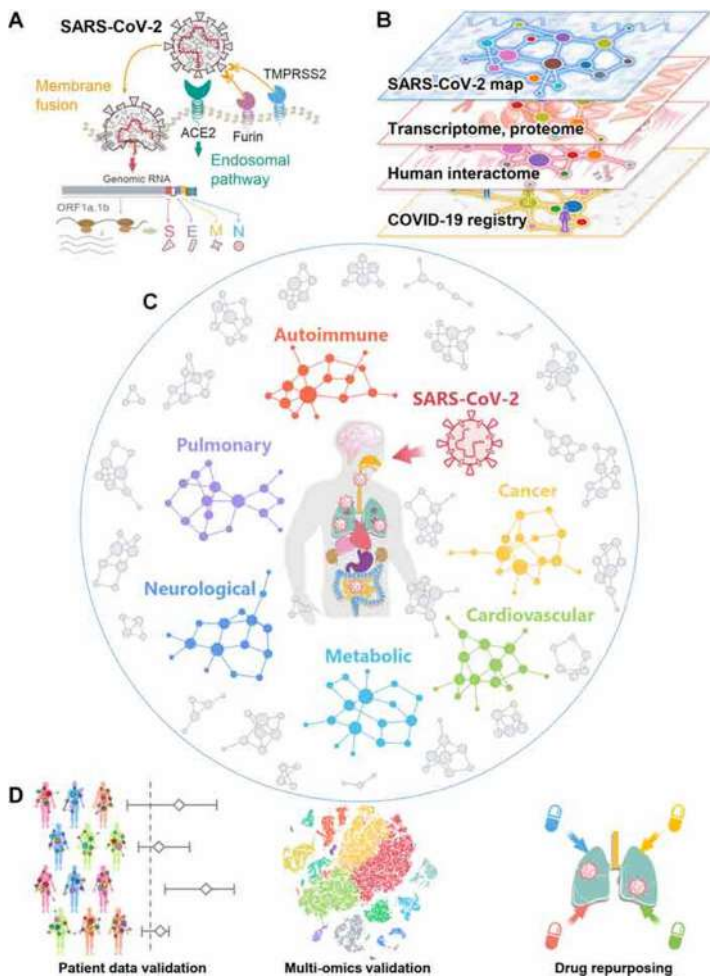 A
SARS-CoV-2
Membrane
fusion
TMPRSS2
ACE2
Furin
Genomic RNA
Endosomal
pathway
ORF1a,1b
S E M N
B
SARS-CoV-2 map
Transcriptome, proteome
Human interactome
COVID-19 registry
C
Autoimmune
SARS-CoV-2
Pulmonary
Cancer
Neurological
Cardiovascular
Metabolic
D
Patient data validation
Multi-omics validation
Drug repurposing